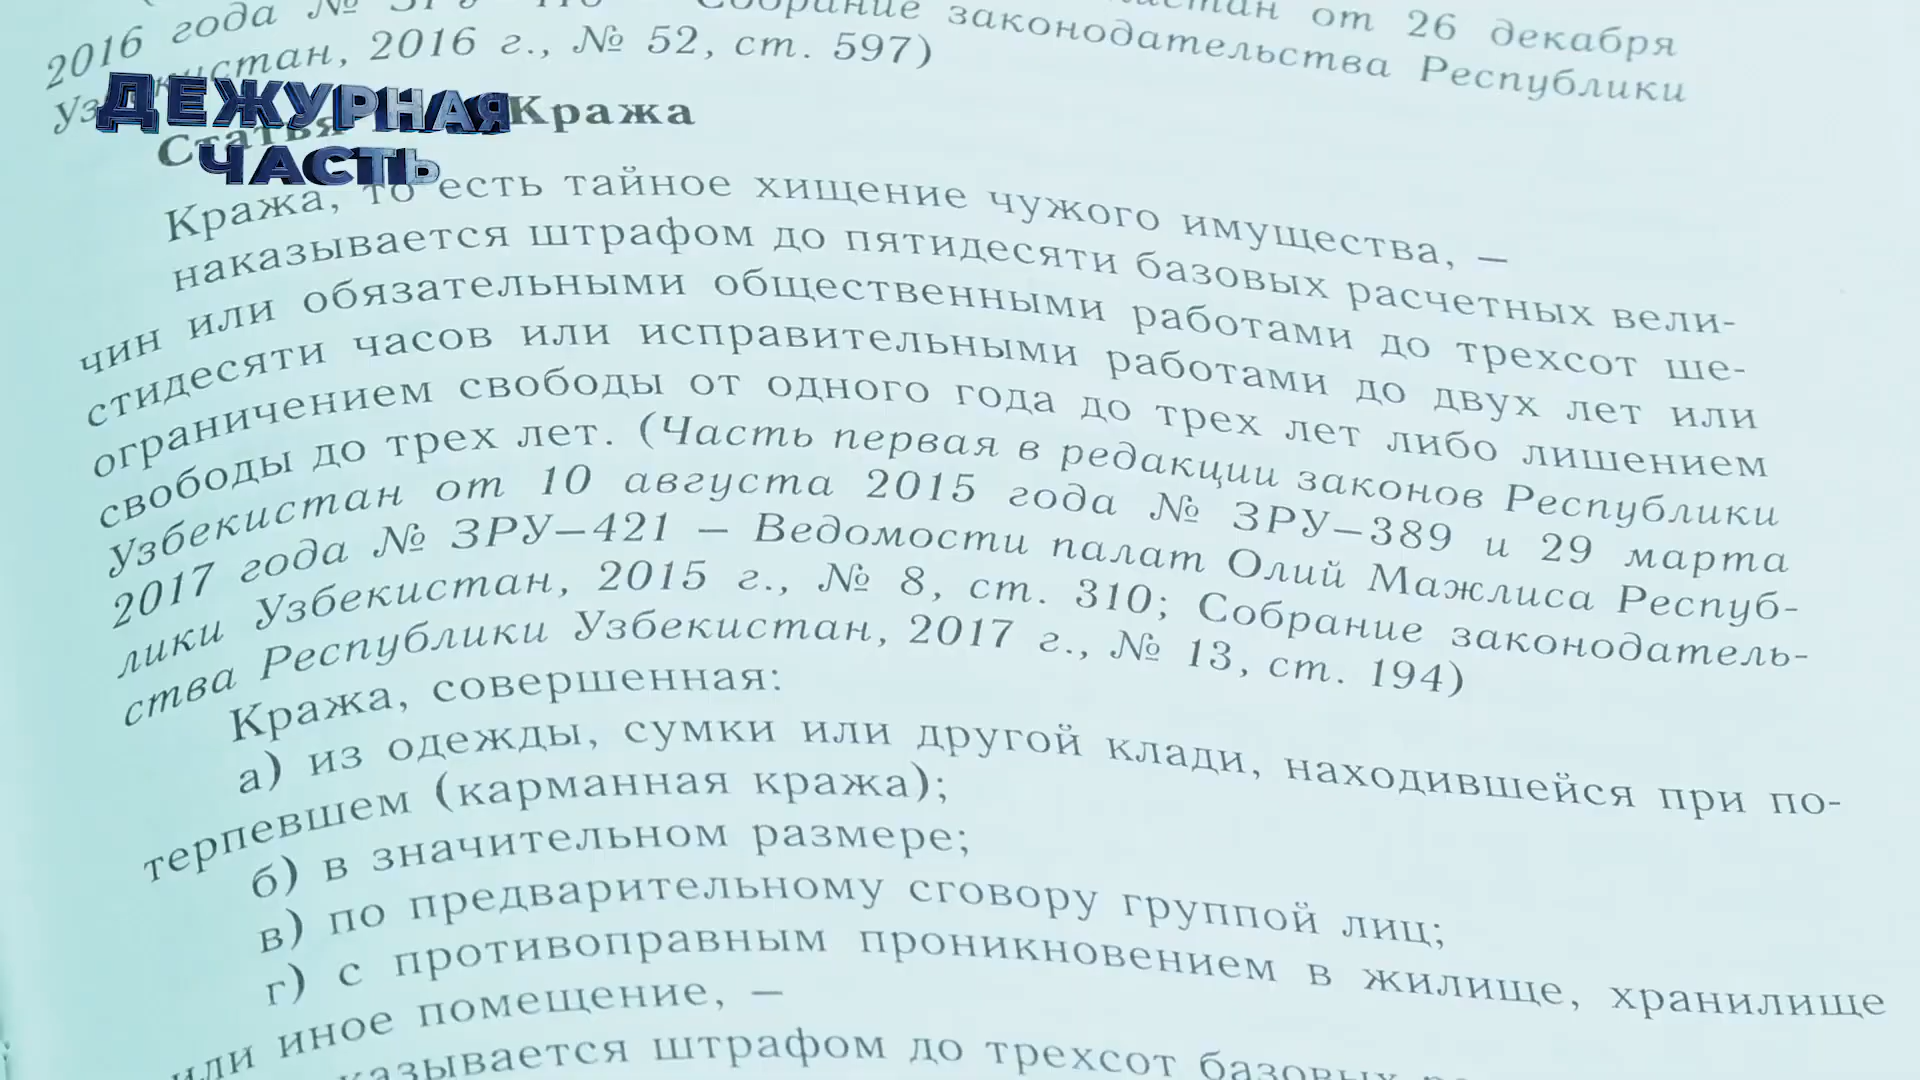 от 26 декабря
2016 года № Собрание законодательства Республики
Узбекистан, 2016 г., № 52, ст. 597)
ДЕЖУРНАЯ
ЧАСТЬ
Статья Кража
Кража, то есть тайное хищение чужого имущества, —
наказывается штрафом до пятидесяти базовых расчетных вели-
чин или обязательными общественными работами до трехсот ше-
стидесяти часов или исправительными работами до двух лет или
ограничением свободы от одного года до трех лет либо лишением
свободы до трех лет. (Часть первая в редакции законов Республики
Узбекистан от 10 августа 2015 года № ЗРУ—389 и 29 марта
2017 года № ЗРУ—421 — Ведомости палат Олий Мажлиса Респуб-
лики Узбекистан, 2015 г., № 8, ст. 310; Собрание законодатель-
ства Республики Узбекистан, 2017 г., № 13, ст. 194)
Кража, совершенная:
а) из одежды, сумки или другой клади, находившейся при по-
терпевшем (карманная кража);
б) в значительном размере;
в) по предварительному сговору группой лиц;
г) с противоправным проникновением в жилище, хранилище
или иное помещение, —
штрафом до трехсот базовых